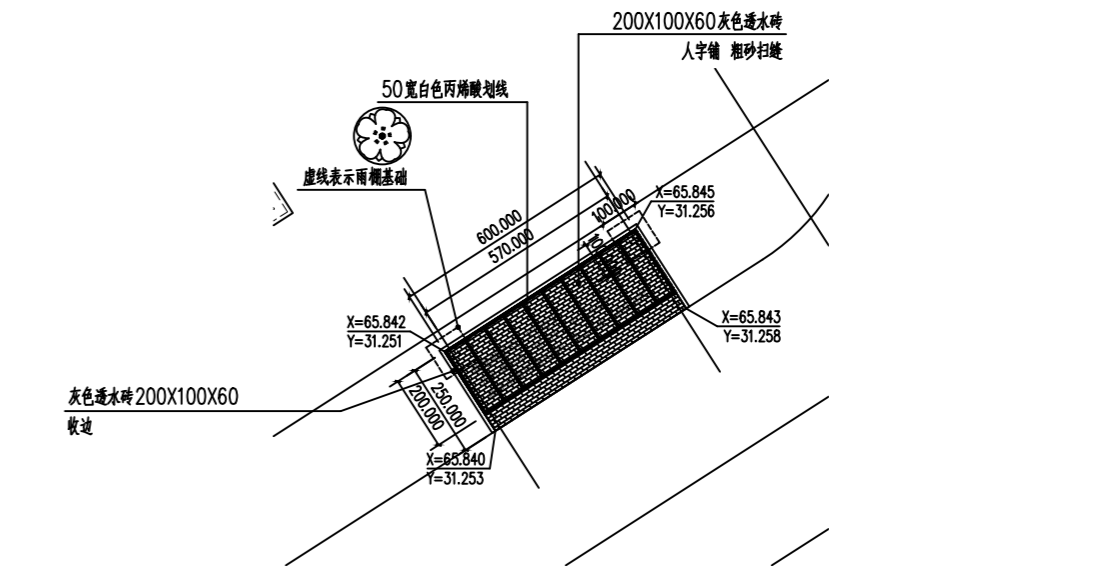 200X100X60灰色透水砖
人字铺 粗砂扫缝
50宽白色丙烯酸划线
虚线表示雨棚基础
X=65.845
Y=31.256
100.000
600.000
570.000
X=65.842
Y=31.251
X=65.843
Y=31.258
灰色透水砖200X100X60
收边
250.000
200.000
X=65.840
Y=31.253